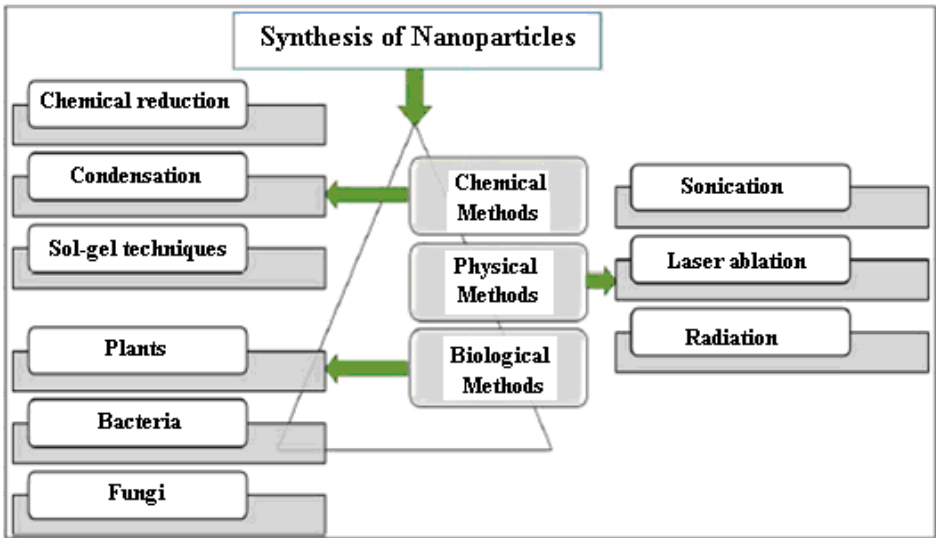 Synthesis of Nanoparticles
Chemical reduction
Condensation
Sol-gel techniques
Plants
Bacteria
Fungi
Chemical
Methods
Physical
Methods
Biological
Methods
Sonication
Laser ablation
Radiation